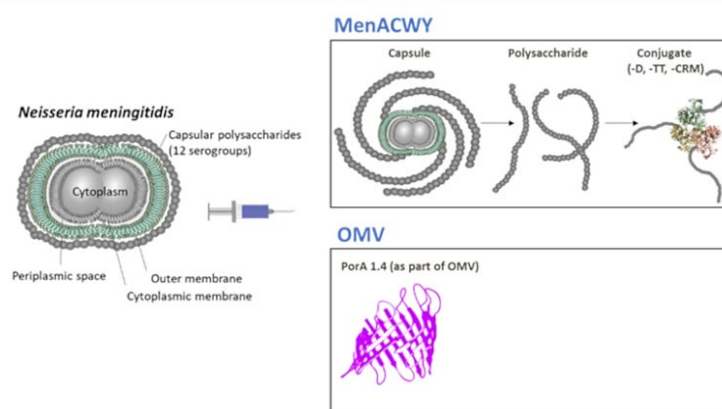 MenACWY
Capsule
Polysaccharide
Conjugate
(-D, -TT, -CRM)
Neisseria meningitidis
Capsular polysaccharides
(12 serogroups)
Cytoplasm
Periplasmic space
Outer membrane
Cytoplasmic membrane
OMV
PorA 1.4 (as part of OMV)